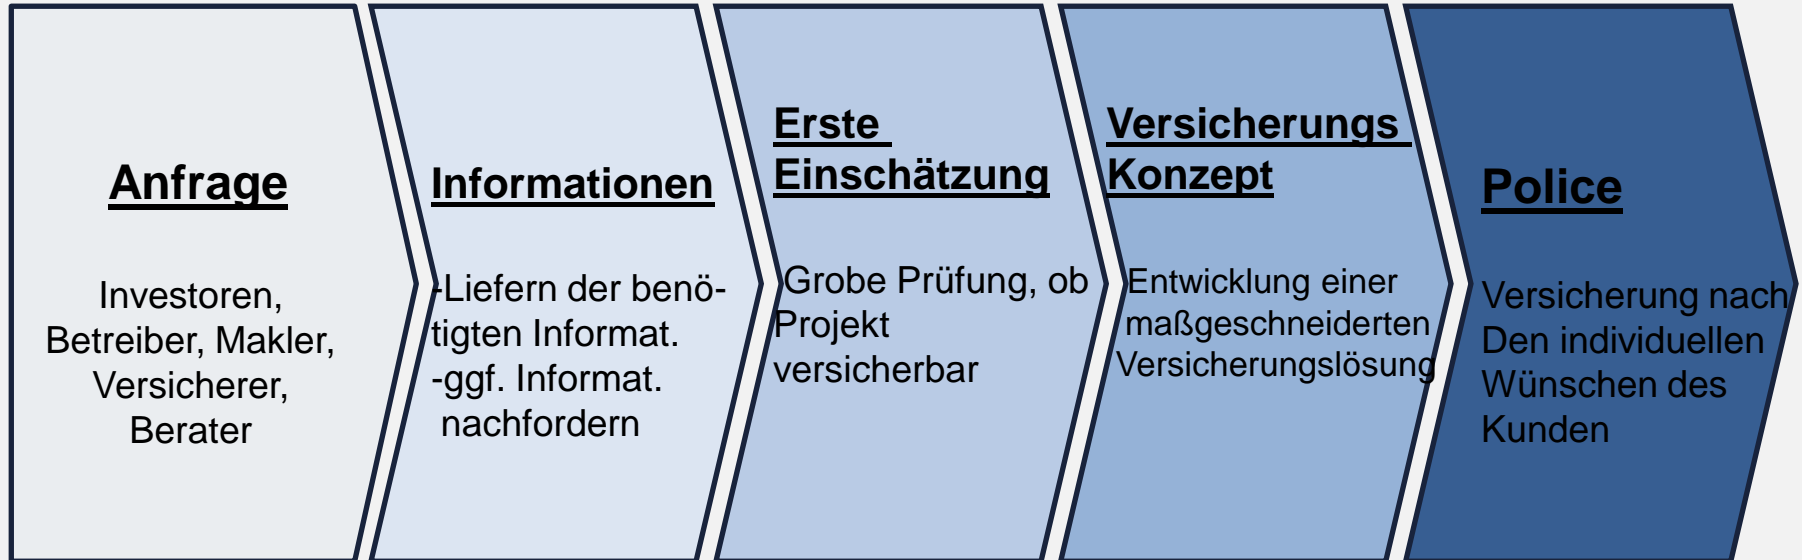 Anfrage
Investoren,
Betreiber, Makler,
Versicherer,
Berater
Informationen
-Liefern der benö-
tigten Informat.
-ggf. Informat.
nachfordern
Erste
Einschätzung
Grobe Prüfung, ob
Projekt
versicherbar
Versicherungs
Konzept
Entwicklung einer
maßgeschneiderten
Versicherungslösung
Police
Versicherung nach
Den individuellen
Wünschen des
Kunden